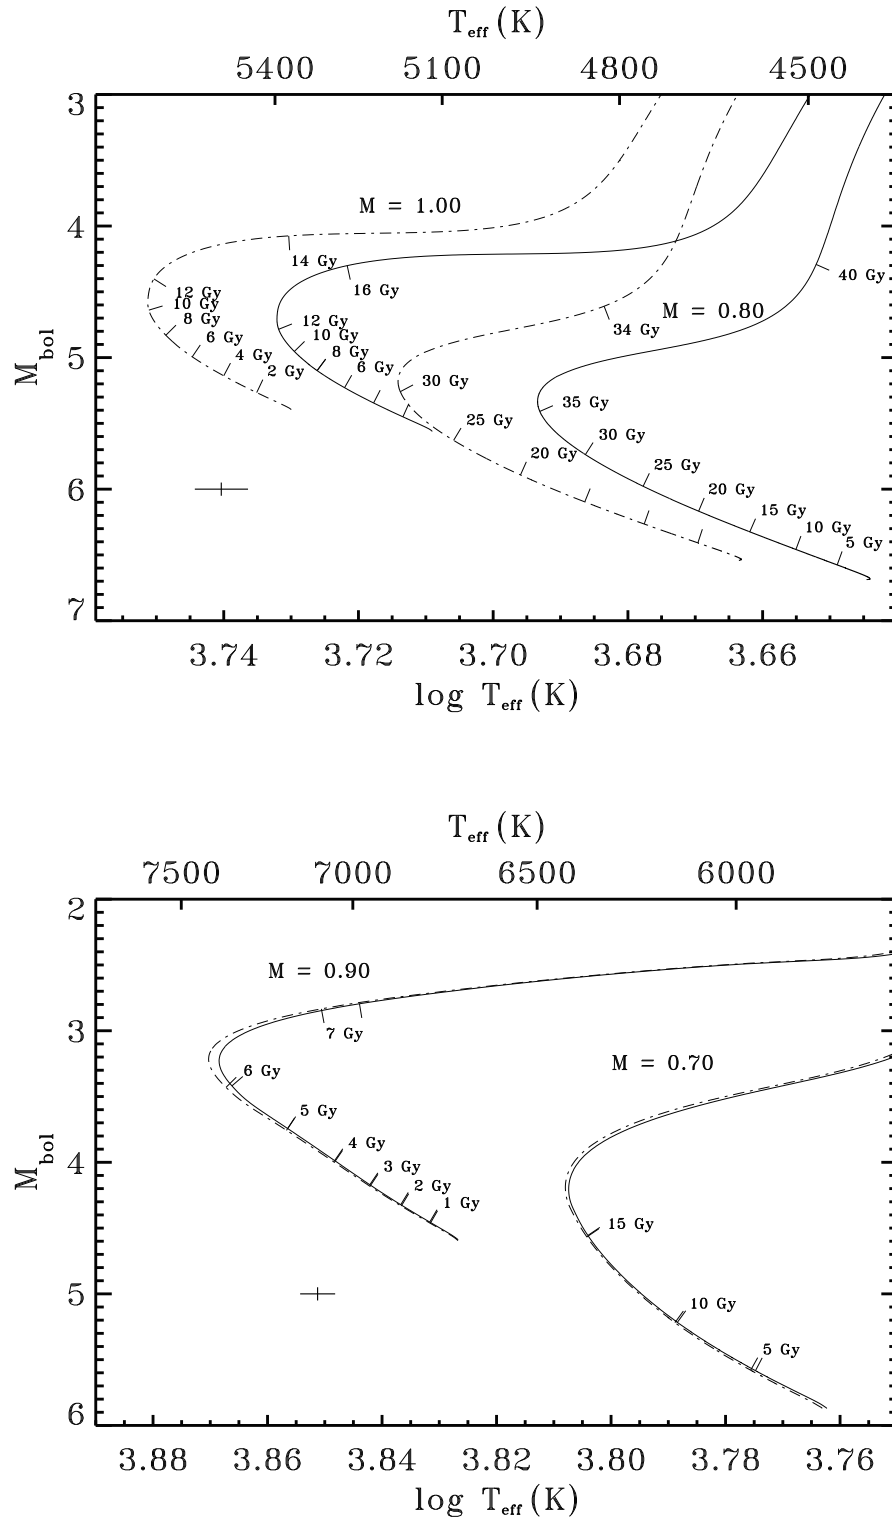 T_eff (K)
5400 5100 4800 4500
3
4
5
6
7
M_bol
M = 1.00
14 Gy
12 Gy
10 Gy
8 Gy
6 Gy
4 Gy
2 Gy
16 Gy
12 Gy
10 Gy
8 Gy
6 Gy
M = 0.80
34 Gy
30 Gy
25 Gy
20 Gy
40 Gy
35 Gy
30 Gy
25 Gy
20 Gy
15 Gy
10 Gy
5 Gy
3.74 3.72 3.70 3.68 3.66
log T_eff (K)
T_eff (K)
7500 7000 6500 6000
2
3
4
5
6
M_bol
M = 0.90
7 Gy
6 Gy
5 Gy
4 Gy
3 Gy
2 Gy
1 Gy
M = 0.70
15 Gy
10 Gy
5 Gy
3.88 3.86 3.84 3.82 3.80 3.78 3.76
log T_eff (K)